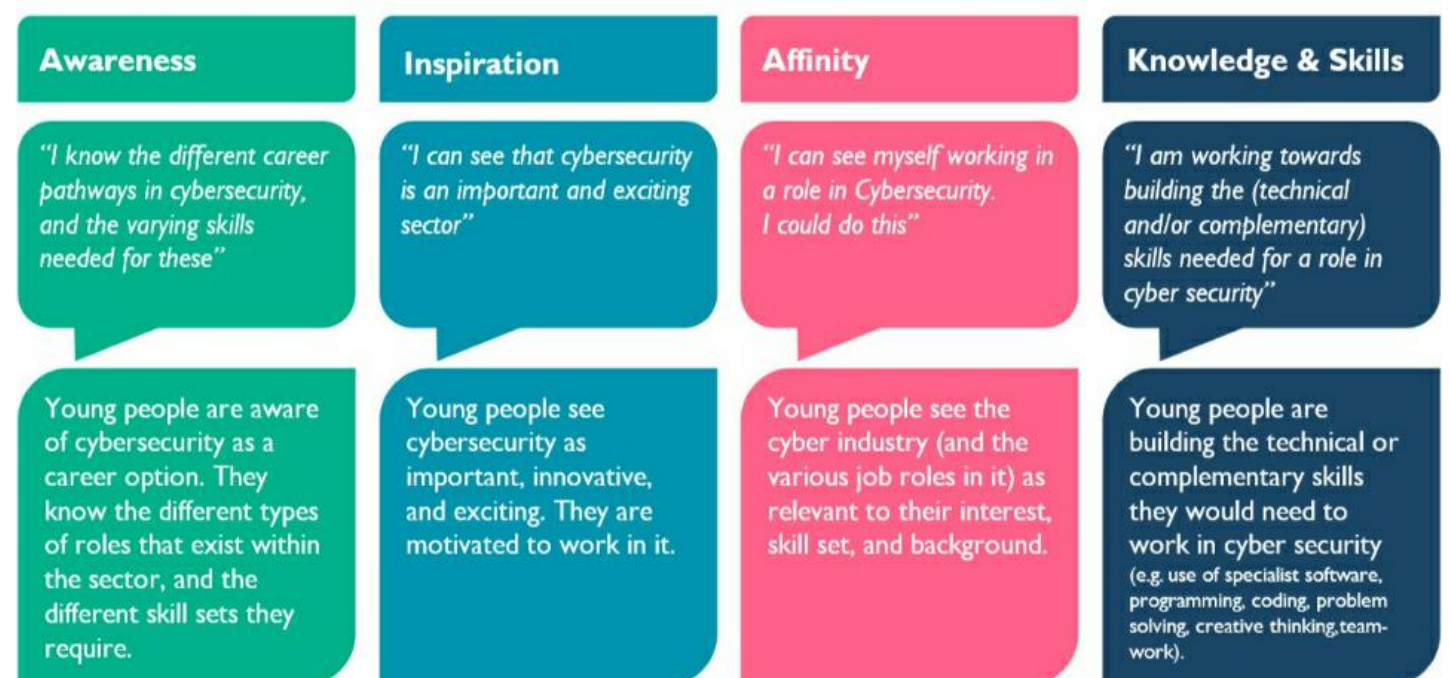 Awareness
"I know the different career
pathways in cybersecurity,
and the varying skills
needed for these"
Young people are aware
of cybersecurity as a
career option. They
know the different types
of roles that exist within
the sector, and the
different skill sets they
require.
Inspiration
"I can see that cybersecurity
is an important and exciting
sector"
Young people see
cybersecurity as
important, innovative,
and exciting. They are
motivated to work in it.
Affinity
"I can see myself working in
a role in Cybersecurity.
I could do this"
Young people see the
cyber industry (and the
various job roles in it) as
relevant to their interest,
skill set, and background.
Knowledge & Skills
"I am working towards
building the (technical
and/or complementary)
skills needed for a role in
cyber security"
Young people are
building the technical or
complementary skills
they would need to
work in cyber security
(e.g. use of specialist software,
programming, coding, problem
solving, creative thinking,team-
work).